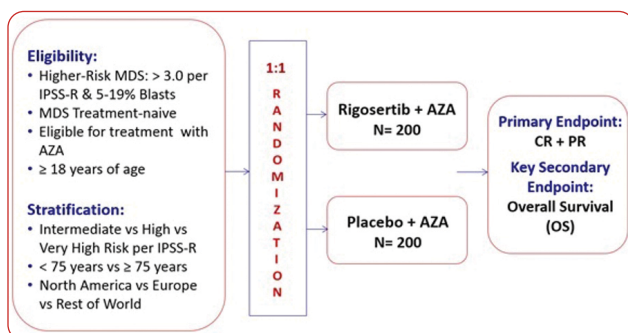 Eligibility:
• Higher-Risk MDS: > 3.0 per
IPSS-R & 5-19% Blasts
• MDS Treatment-naive
• Eligible for treatment with
AZA
• ≥ 18 years of age
Stratification:
• Intermediate vs High vs
Very High Risk per IPSS-R
• < 75 years vs ≥ 75 years
• North America vs Europe
vs Rest of World
1:1
RANDOMIZATION
Rigosertib + AZA
N= 200
Placebo + AZA
N= 200
Primary Endpoint:
CR + PR
Key Secondary
Endpoint:
Overall Survival
(OS)